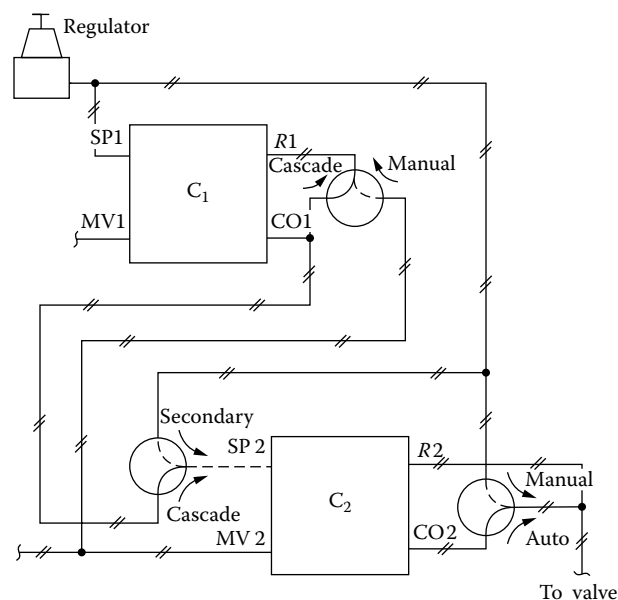 Regulator
SP1
R1
Cascade
Manual
C1
MV1
CO1
Secondary
SP 2
R2
Manual
Cascade
C2
MV 2
CO2
Auto
To valve